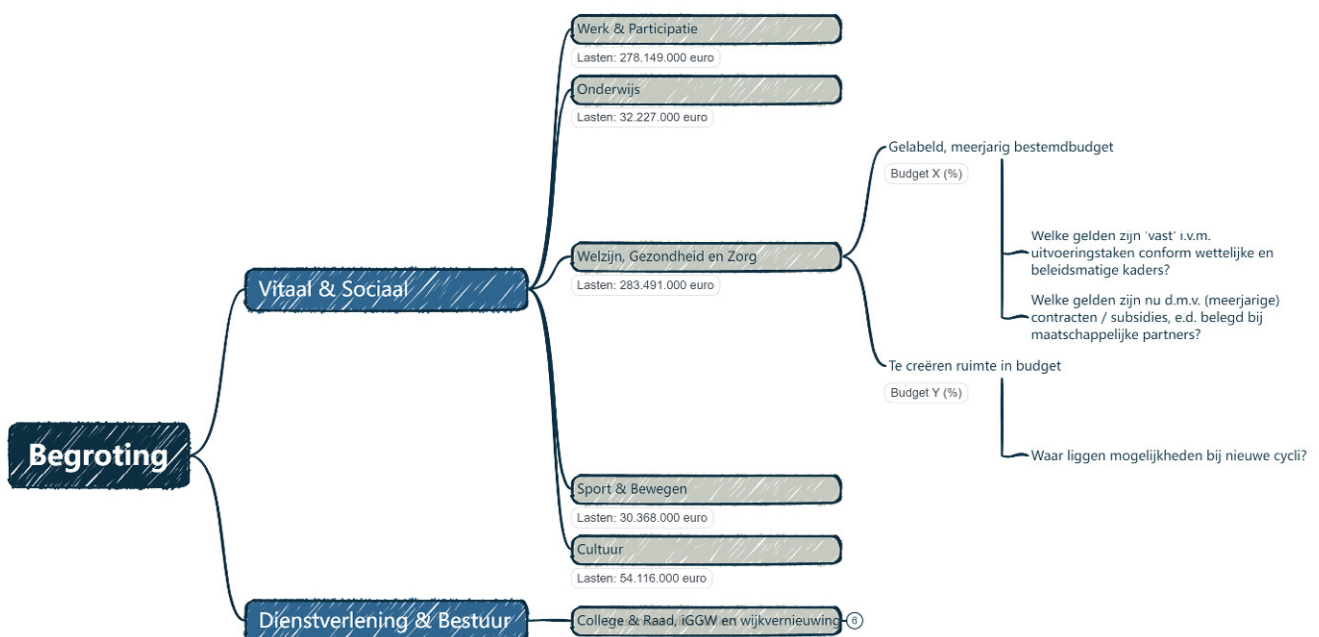 Begroting
Vitaal & Sociaal
Werk & Participatie
Lasten: 278.149.000 euro
Onderwijs
Lasten: 32.227.000 euro
Welzijn, Gezondheid en Zorg
Lasten: 283.491.000 euro
Gelabeld, meerjarig bestemdbudget
Budget X (%)
Welke gelden zijn 'vast' i.v.m.
uitvoeringstaken conform wettelijke en
beleidsmatige kaders?
Welke gelden zijn nu d.m.v. (meerjarige)
contracten / subsidies, e.d. belegd bij
maatschappelijke partners?
Te creëren ruimte in budget
Budget Y (%)
Waar liggen mogelijkheden bij nieuwe cycli?
Sport & Bewegen
Lasten: 30.368.000 euro
Cultuur
Lasten: 54.116.000 euro
Dienstverlening & Bestuur
College & Raad, iGGW en wijkvernieuwing
6